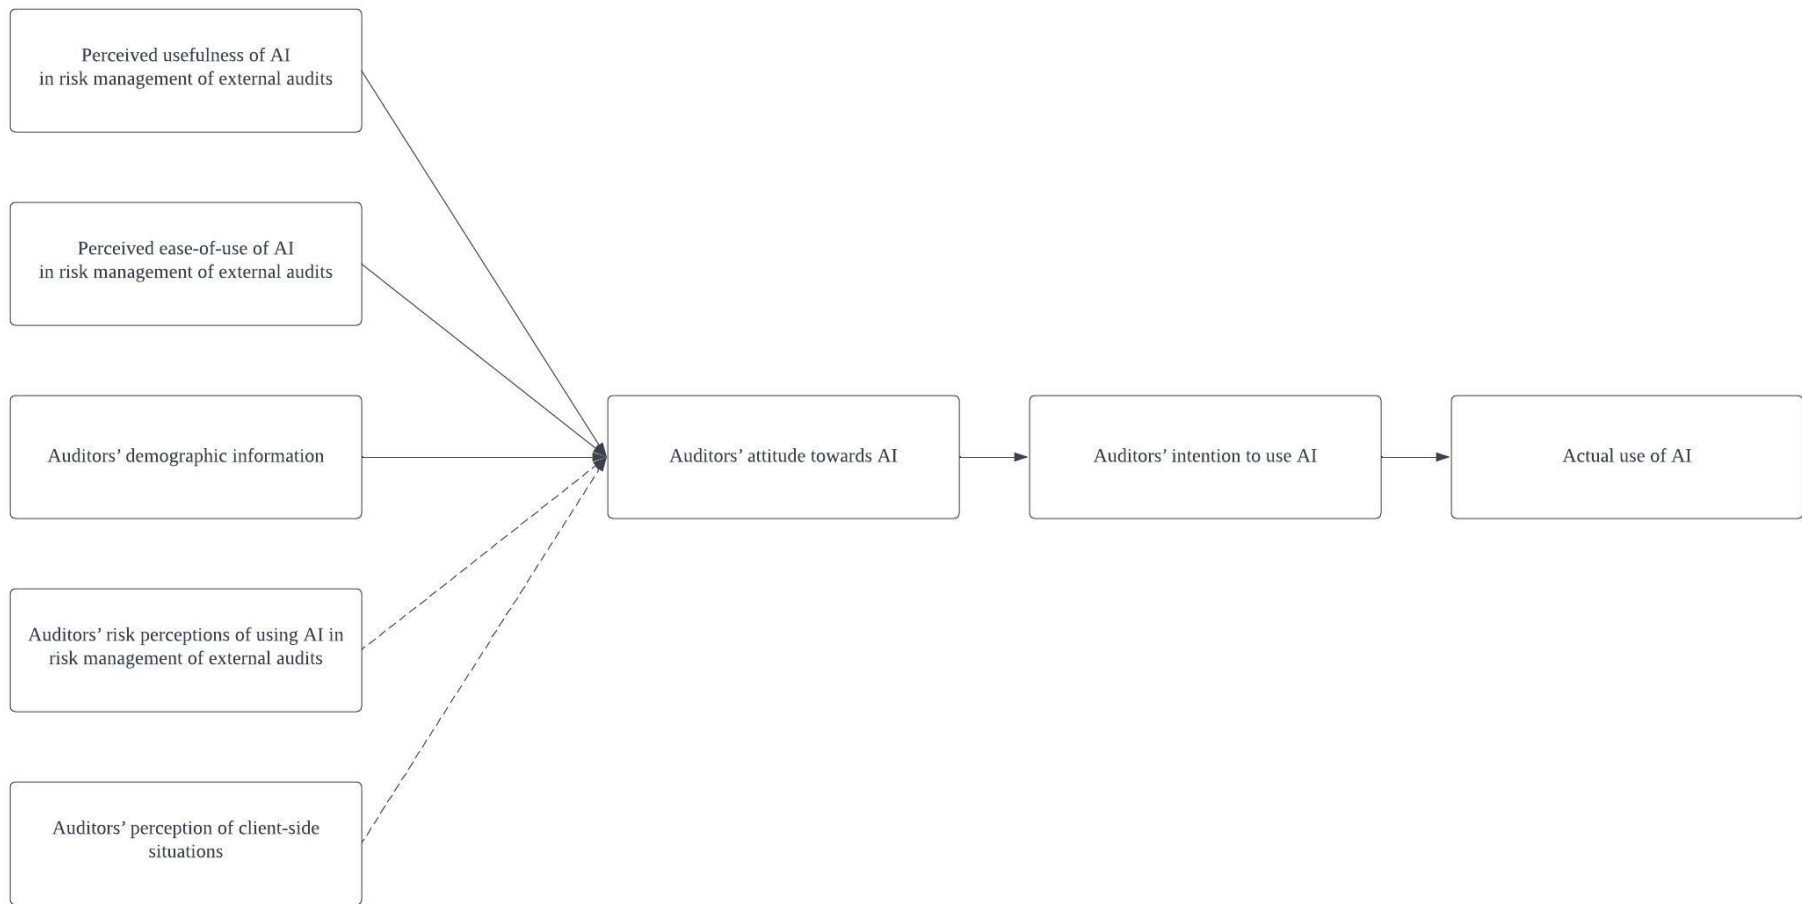 Perceived usefulness of AI
in risk management of external audits
Perceived ease-of-use of AI
in risk management of external audits
Auditors’ demographic information
Auditors’ attitude towards AI
Auditors’ intention to use AI
Actual use of AI
Auditors’ risk perceptions of using AI in
risk management of external audits
Auditors’ perception of client-side
situations